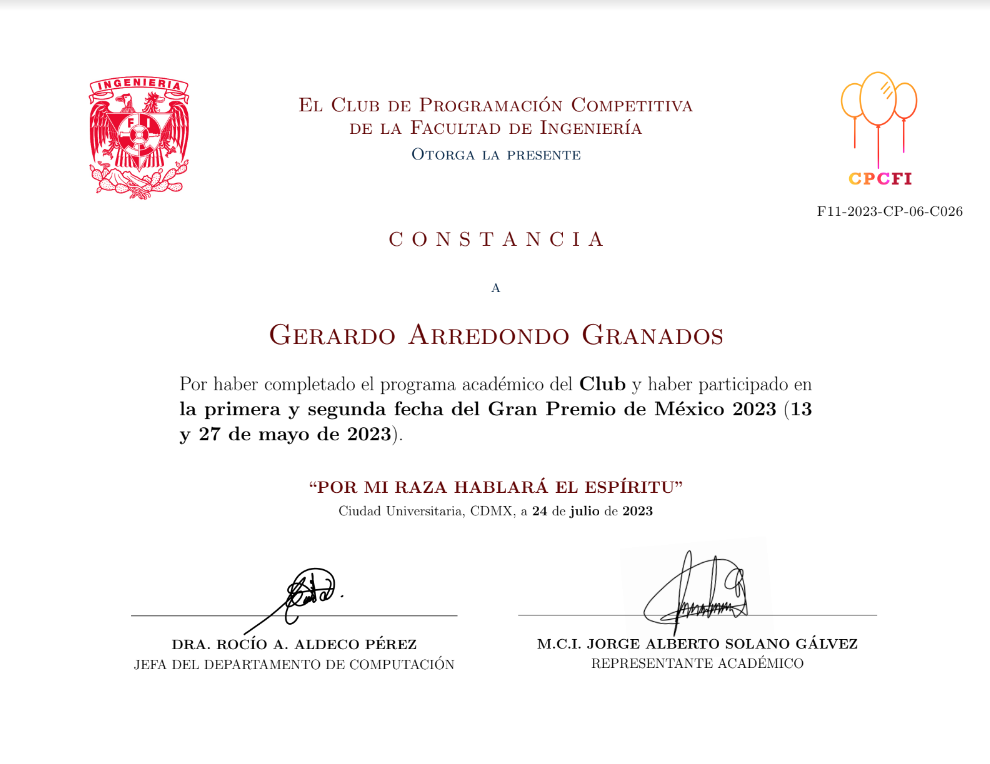 INGENIERIA
F I
El Club de Programación Competitiva
de la Facultad de Ingeniería
Otorga la presente
CPCFI
F11-2023-CP-06-C026
CONSTANCIA
A
Gerardo Arredondo Granados
Por haber completado el programa académico del Club y haber participado en
la primera y segunda fecha del Gran Premio de México 2023 (13
y 27 de mayo de 2023).
“POR MI RAZA HABLARÁ EL ESPÍRITU”
Ciudad Universitaria, CDMX, a 24 de julio de 2023
DRA. ROCÍO A. ALDECO PÉREZ
JEFA DEL DEPARTAMENTO DE COMPUTACIÓN
M.C.I. JORGE ALBERTO SOLANO GÁLVEZ
REPRESENTANTE ACADÉMICO